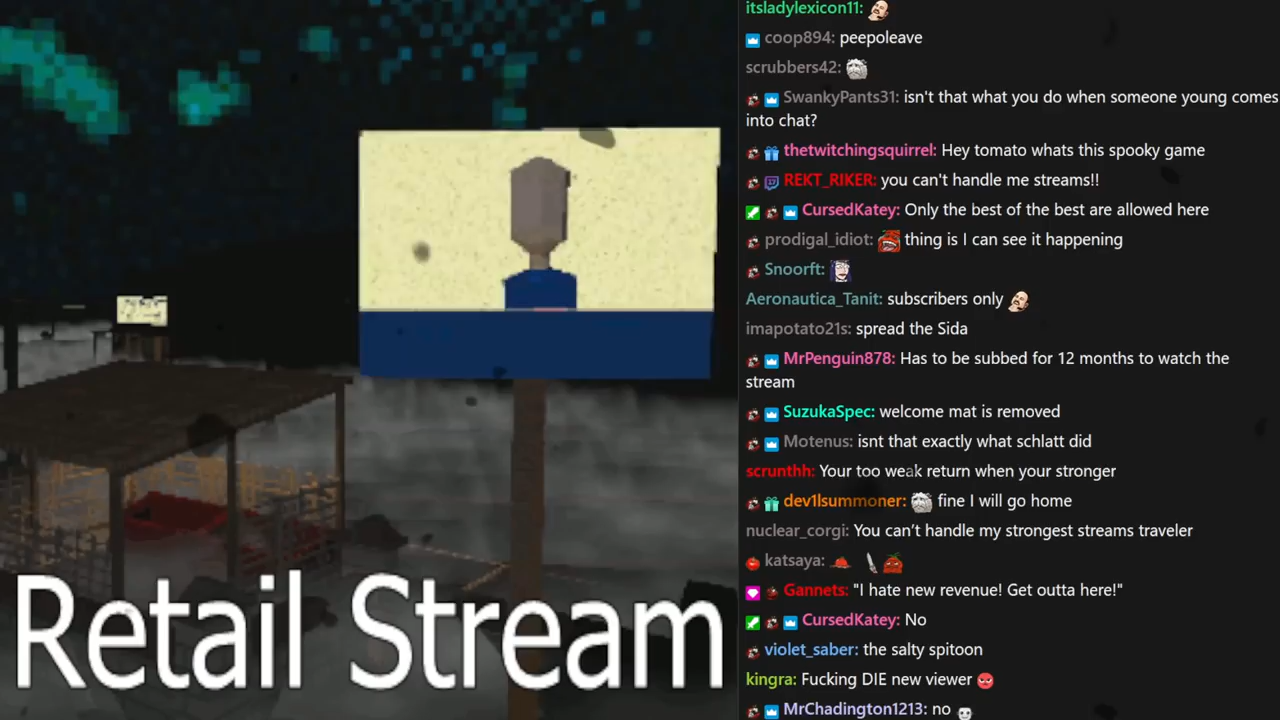 itsladylexicon11:
coop894: peepoleave
scrubbers42:
SwankyPants31: isn't that what you do when someone young comes
into chat?
thetwitchingsquirrel: Hey tomato whats this spooky game
REKT_RIKER: you can't handle me streams!!
CursedKatey: Only the best of the best are allowed here
prodigal_idiot: thing is I can see it happening
Snoorft:
Aeronautica_Tanit: subscribers only
imapotato21s: spread the Sida
MrPenguin878: Has to be subbed for 12 months to watch the
stream
SuzukaSpec: welcome mat is removed
Motenus: isnt that exactly what schlatt did
scrunthh: Your too weak return when your stronger
dev1lsummoner: fine I will go home
nuclear_corgi: You can’t handle my strongest streams traveler
katsaya:
Gannets: "I hate new revenue! Get outta here!"
CursedKatey: No
violet_saber: the salty spitoon
kingra: Fucking DIE new viewer
MrChadington1213: no
Retail Stream